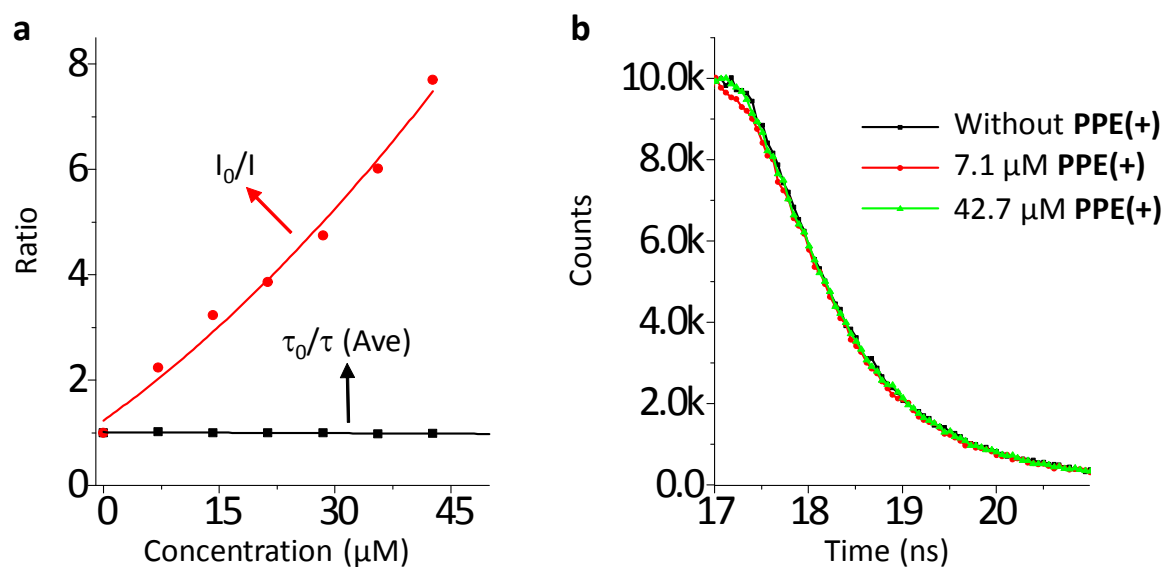 a
8
6
4
2
0
Ratio
I₀/I
τ₀/τ (Ave)
0 15 30 45
Concentration (µM)
b
10.0k
8.0k
6.0k
4.0k
2.0k
0.0
Counts
Without PPE(+)
7.1 µM PPE(+)
42.7 µM PPE(+)
17 18 19 20
Time (ns)